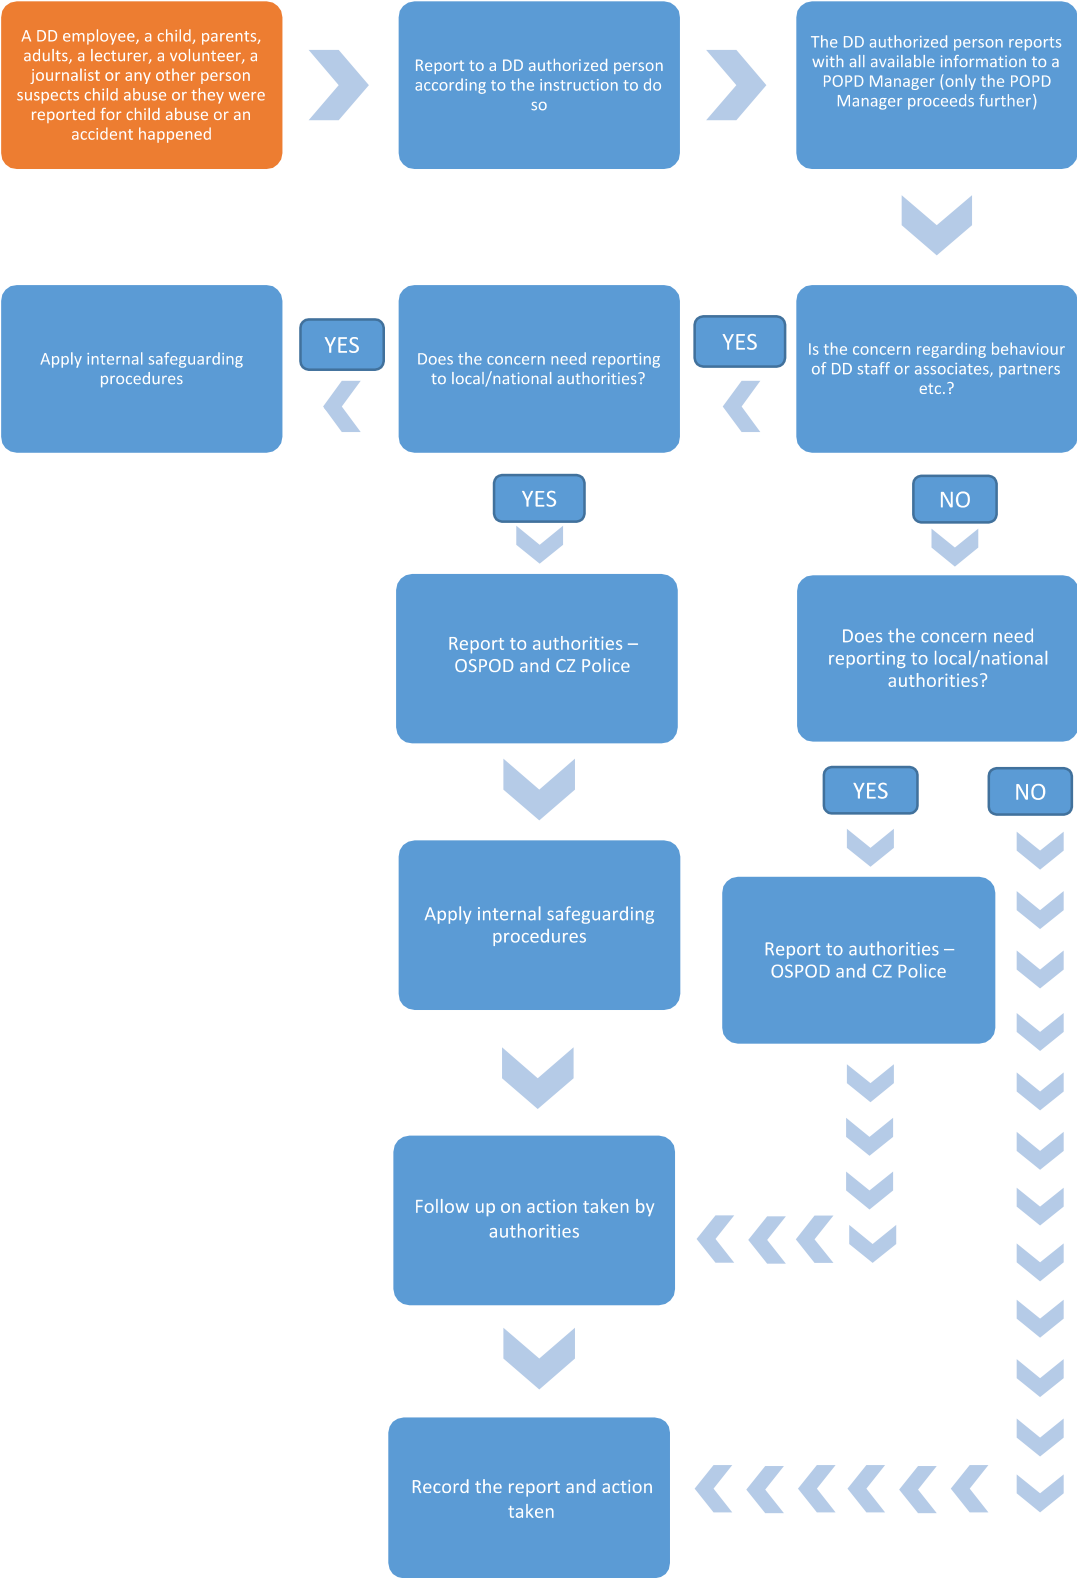 A DD employee, a child, parents,
adults, a lecturer, a volunteer, a
journalist or any other person
suspects child abuse or they were
reported for child abuse or an
accident happened
Report to a DD authorized person
according to the instruction to do
so
The DD authorized person reports
with all available information to a
POPD Manager (only the POPD
Manager proceeds further)
Is the concern regarding behaviour
of DD staff or associates, partners
etc.?
YES
Does the concern need reporting
to local/national authorities?
YES
Apply internal safeguarding
procedures
YES
NO
Report to authorities –
OSPOD and CZ Police
Does the concern need
reporting to local/national
authorities?
YES
NO
Apply internal safeguarding
procedures
Report to authorities –
OSPOD and CZ Police
Follow up on action taken by
authorities
Record the report and action
taken